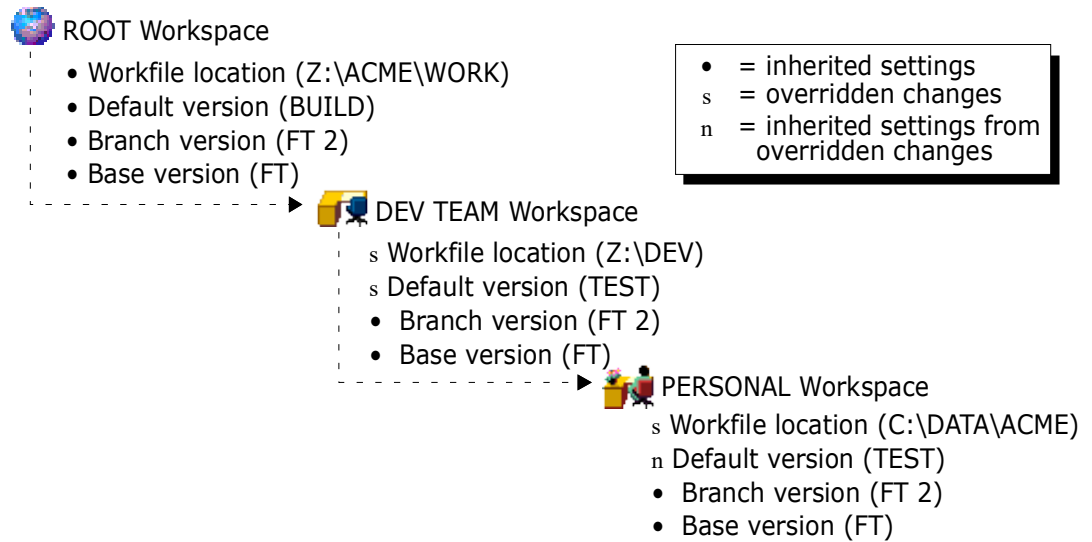 ROOT Workspace
• Workfile location (Z:\ACME\WORK)
• Default version (BUILD)
• Branch version (FT 2)
• Base version (FT)
• = inherited settings
s = overridden changes
n = inherited settings from
overridden changes
DEV TEAM Workspace
s Workfile location (Z:\DEV)
s Default version (TEST)
• Branch version (FT 2)
• Base version (FT)
PERSONAL Workspace
s Workfile location (C:\DATA\ACME)
n Default version (TEST)
• Branch version (FT 2)
• Base version (FT)